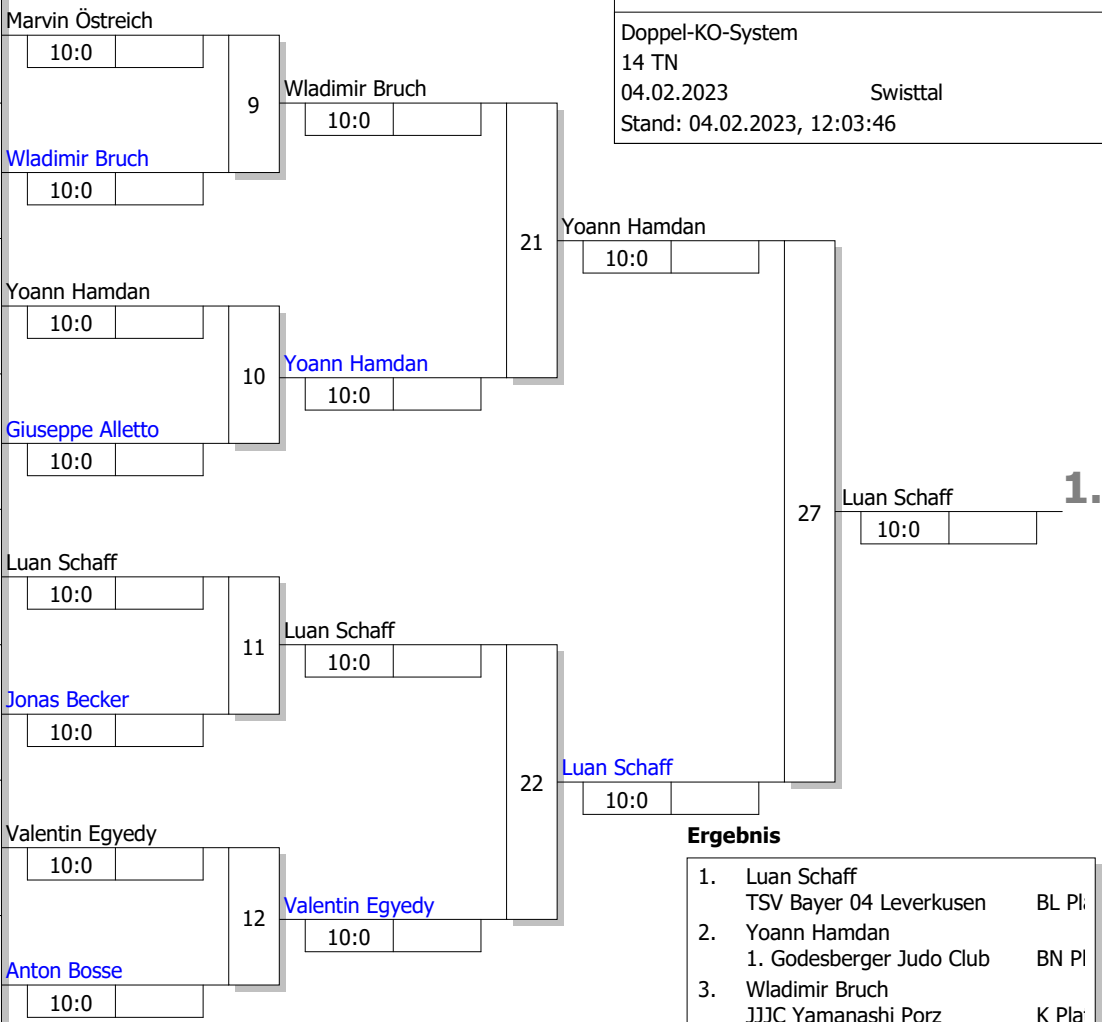 Doppel-KO-System
14 TN
04.02.2023 Swisttal
Stand: 04.02.2023, 12:03:46
Marvin Östreich
10:0
9
Wladimir Bruch
10:0
Wladimir Bruch
10:0
21
Yoann Hamdan
10:0
Yoann Hamdan
10:0
10
Yoann Hamdan
10:0
Giuseppe Alletto
10:0
27
Luan Schaff
10:0
1.
Luan Schaff
10:0
11
Luan Schaff
10:0
Jonas Becker
10:0
22
Luan Schaff
10:0
Valentin Egyedy
10:0
12
Valentin Egyedy
10:0
Anton Bosse
10:0
Ergebnis
1. Luan Schaff
TSV Bayer 04 Leverkusen BL
2. Yoann Hamdan
1. Godesberger Judo Club BN
3. Wladimir Bruch
JJJC Yamanashi Porz K